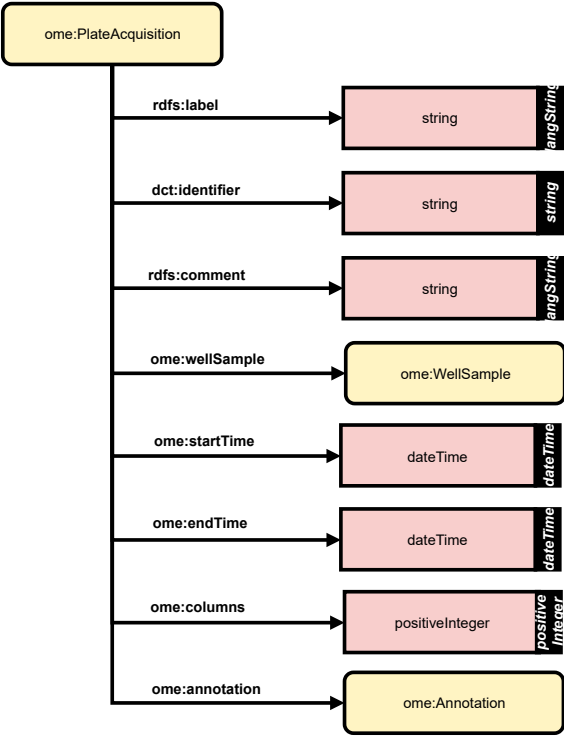 ome:PlateAcquisition
rdfs:label
string
langString
dct:identifier
string
string
rdfs:comment
string
langString
ome:wellSample
ome:WellSample
ome:startTime
dateTime
dateTime
ome:endTime
dateTime
dateTime
ome:columns
positiveInteger
positive
Integer
ome:annotation
ome:Annotation